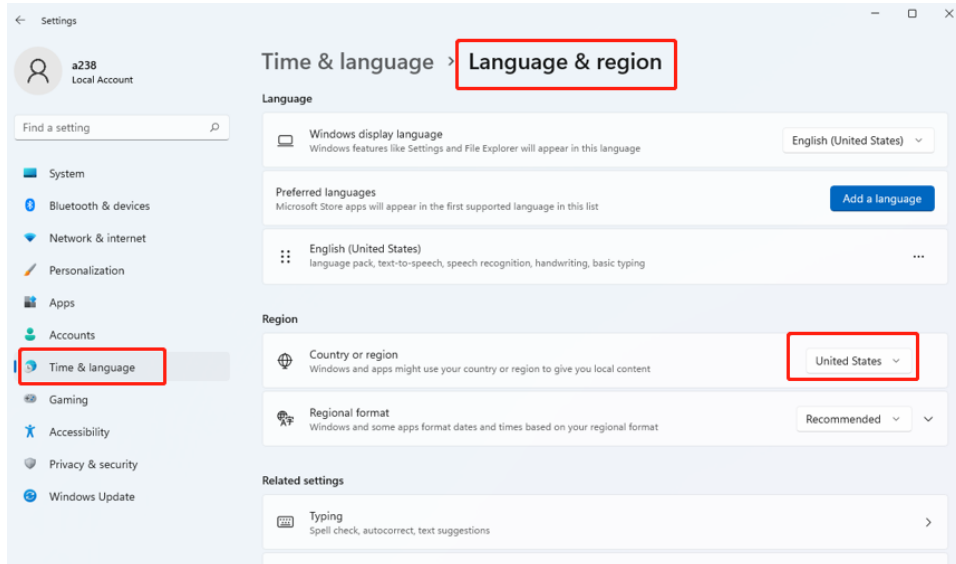 Settings
a238
Local Account
Find a setting
System
Bluetooth & devices
Network & internet
Personalization
Apps
Accounts
Time & language
Gaming
Accessibility
Privacy & security
Windows Update
Time & language › Language & region
Language
Windows display language
Windows features like Settings and File Explorer will appear in this language
English (United States)
Preferred languages
Microsoft Store apps will appear in the first supported language in this list
Add a language
English (United States)
language pack, text-to-speech, speech recognition, handwriting, basic typing
Region
Country or region
Windows and apps might use your country or region to give you local content
United States
Regional format
Windows and some apps format dates and times based on your regional format
Recommended
Related settings
Typing
Spell check, autocorrect, text suggestions